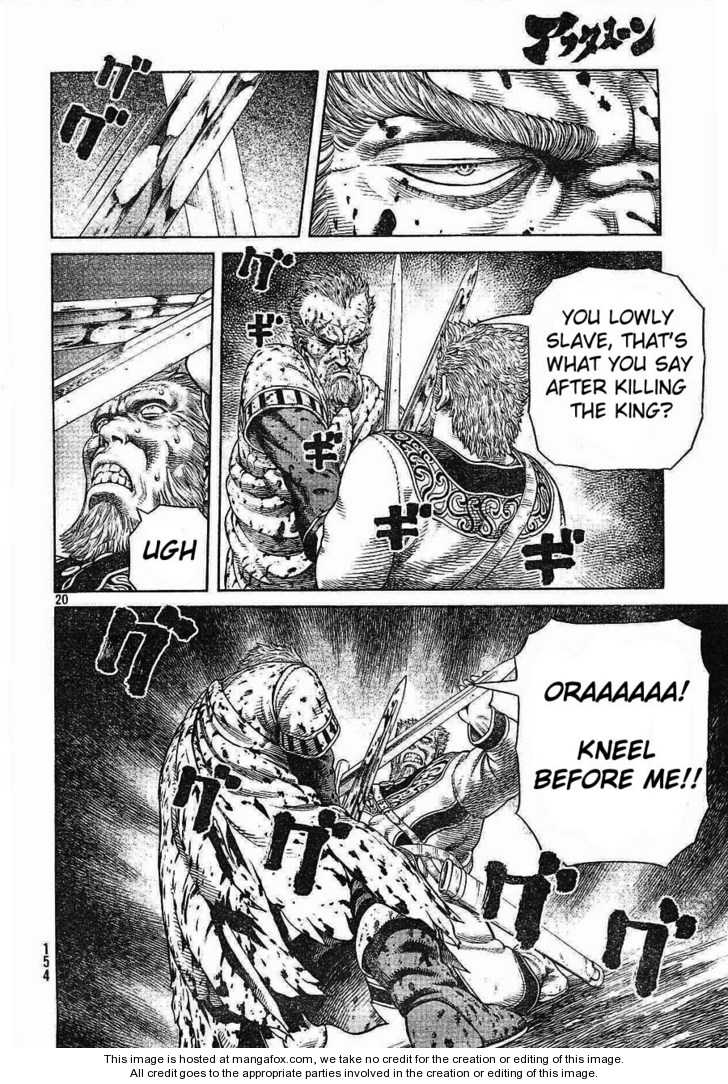 アフタヌーン
グ
グ
グ
ギ
ギ
ギ
ギ
YOU LOWLY
SLAVE, THAT'S
WHAT YOU SAY
AFTER KILLING
THE KING?
UGH
20
グ
グ
ORAAAAAA!
KNEEL
BEFORE ME!!
グ
グ
グ
グ
グ
154
This image is hosted at mangafox.com, we take no credit for the creation or editing of this image.
All credit goes to the appropriate parties involved in the creation or editing of this image.